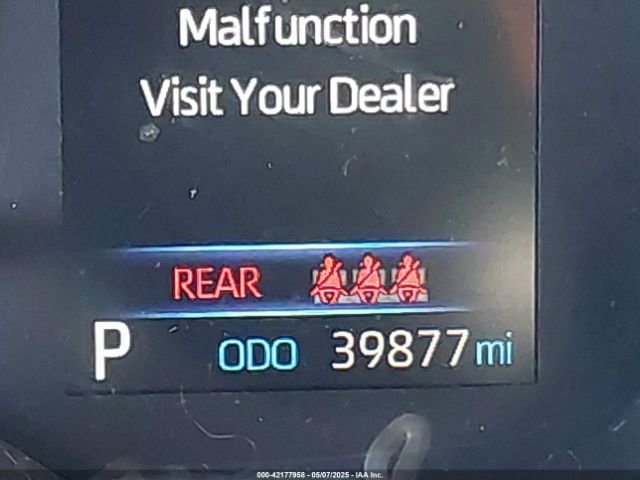 Malfunction
Visit Your Dealer
REAR
P ODO 39877 mi
000-42177958 - 05/07/2025 - IAA Inc.